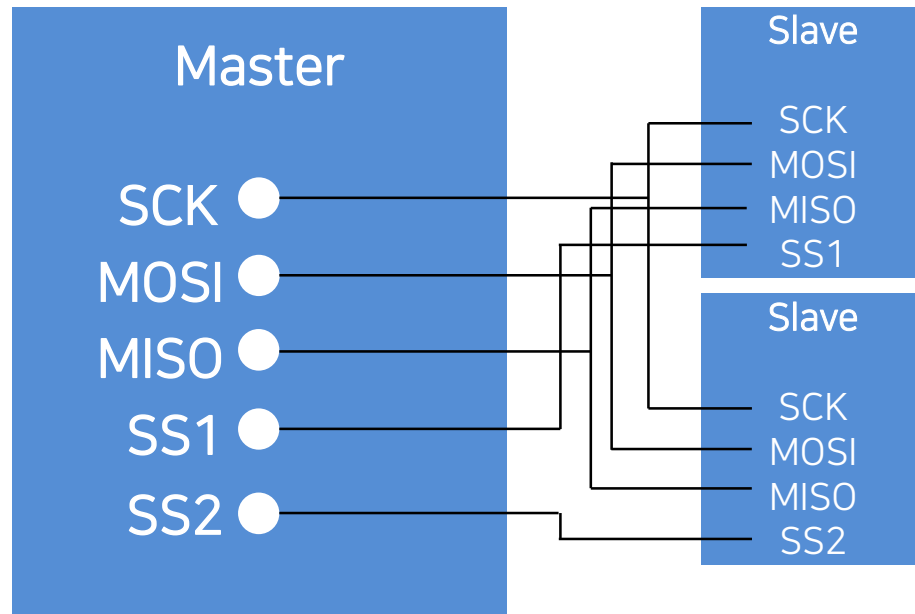 Master
SCK
MOSI
MISO
SS1
SS2
Slave
SCK
MOSI
MISO
SS1
Slave
SCK
MOSI
MISO
SS2